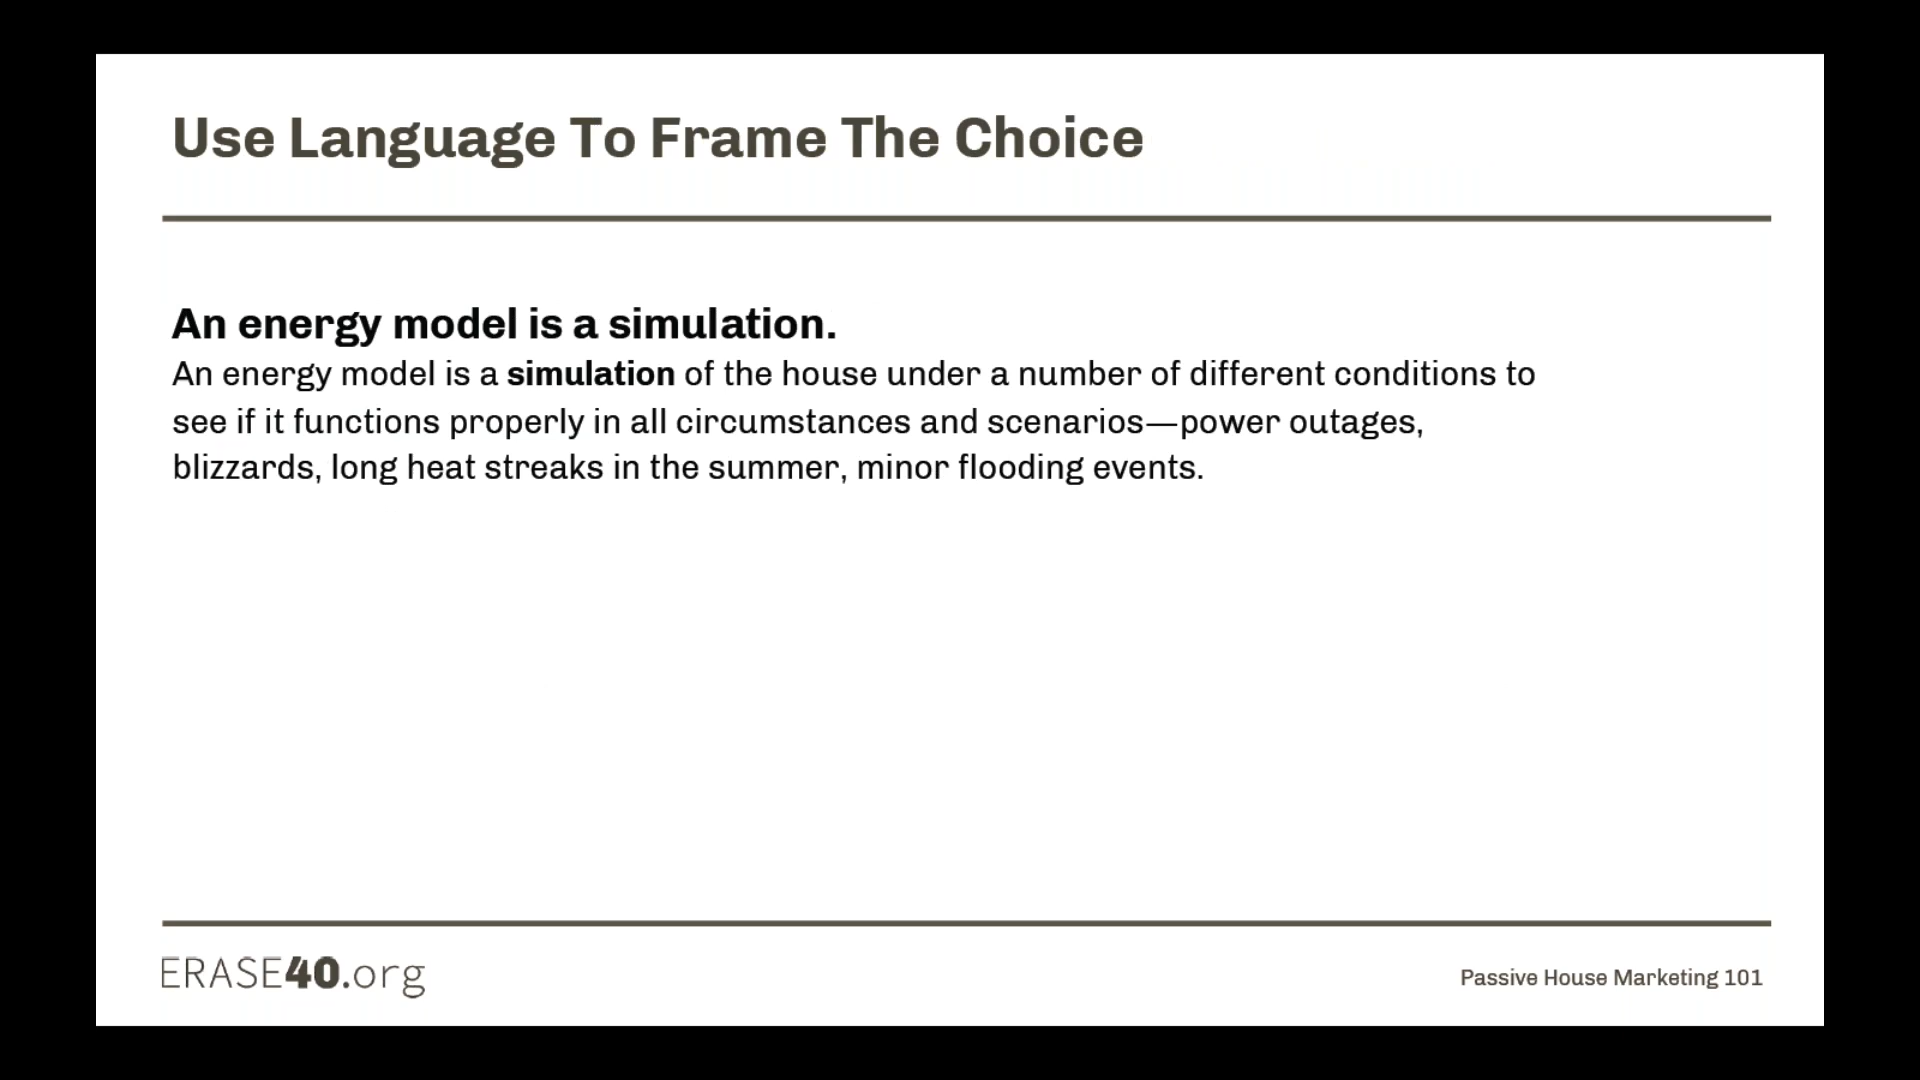 Use Language To Frame The Choice
An energy model is a simulation.
An energy model is a simulation of the house under a number of different conditions to
see if it functions properly in all circumstances and scenarios—power outages,
blizzards, long heat streaks in the summer, minor flooding events.
ERASE40.org
Passive House Marketing 101